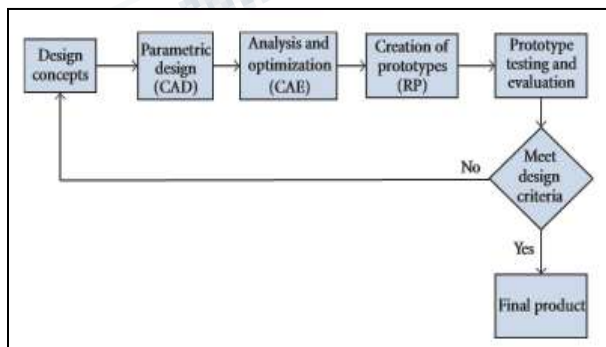 Design
concepts
Parametric
design
(CAD)
Analysis and
optimization
(CAE)
Creation of
prototypes
(RP)
Prototype
testing and
evaluation
No
Meet
design
criteria
Yes
Final product